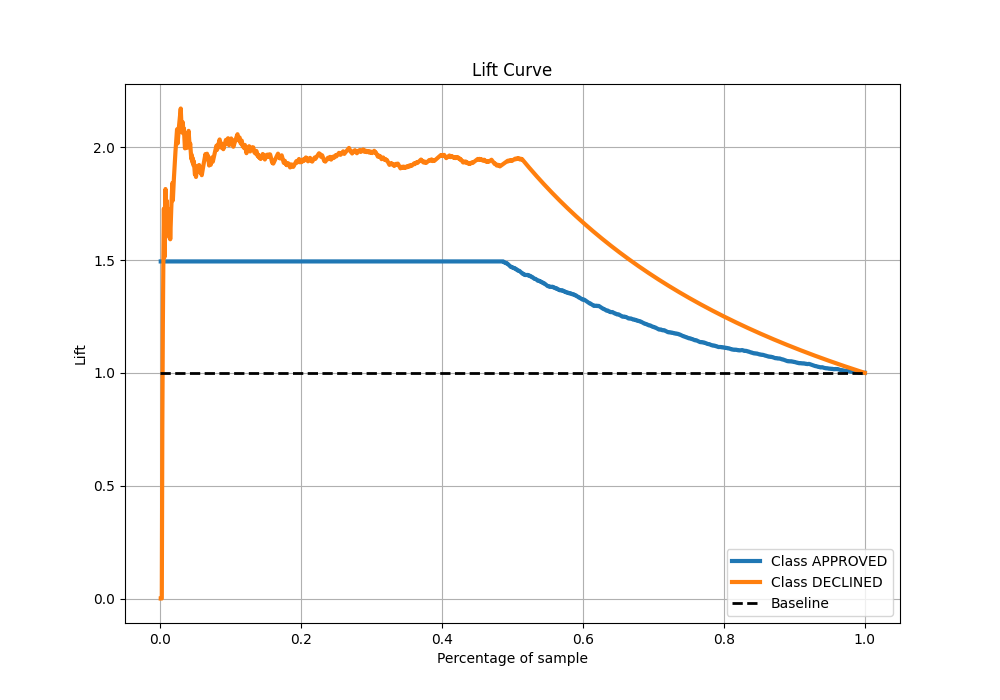 Lift Curve
Lift
2.0
1.5
1.0
0.5
0.0
0.0 0.2 0.4 0.6 0.8 1.0
Percentage of sample
Class APPROVED
Class DECLINED
Baseline